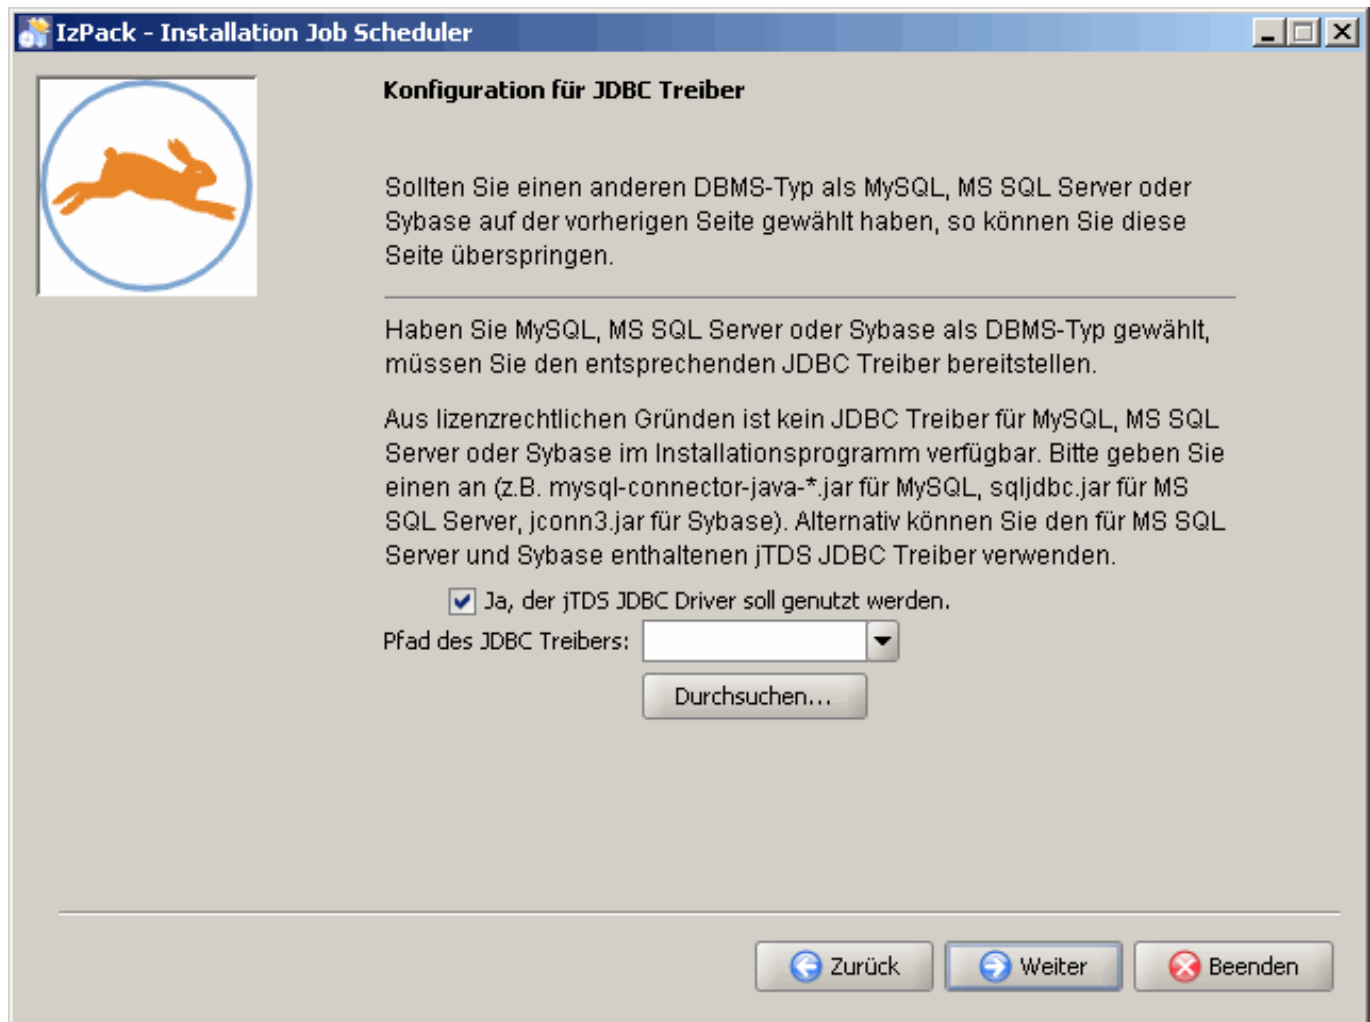 IzPack - Installation Job Scheduler
Konfiguration für JDBC Treiber
Sollten Sie einen anderen DBMS-Typ als MySQL, MS SQL Server oder
Sybase auf der vorherigen Seite gewählt haben, so können Sie diese
Seite überspringen.
Haben Sie MySQL, MS SQL Server oder Sybase als DBMS-Typ gewählt,
müssen Sie den entsprechenden JDBC Treiber bereitstellen.
Aus lizenzrechtlichen Gründen ist kein JDBC Treiber für MySQL, MS SQL
Server oder Sybase im Installationsprogramm verfügbar. Bitte geben Sie
einen an (z.B. mysql-connector-java-*.jar für MySQL, sqljdbc.jar für MS
SQL Server, jconn3.jar für Sybase). Alternativ können Sie den für MS SQL
Server und Sybase enthaltenen jTDS JDBC Treiber verwenden.
Ja, der jTDS JDBC Driver soll genutzt werden.
Pfad des JDBC Treibers:
Durchsuchen...
Zurück Weiter Beenden